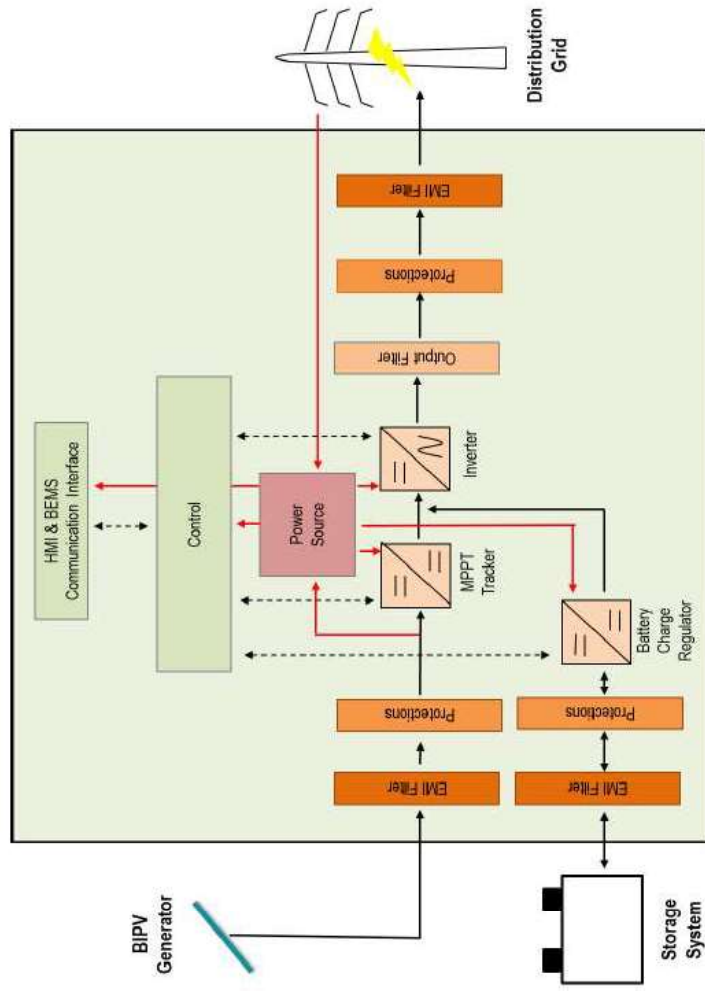 HMI & BEMS
Communication Interface
Control
Power
Source
BIPV
Generator
EMI Filter
Protections
MPPT
Tracker
Inverter
Output Filter
Protections
EMI Filter
Distribution
Grid
Storage
System
EMI Filter
Protections
Battery
Charge
Regulator